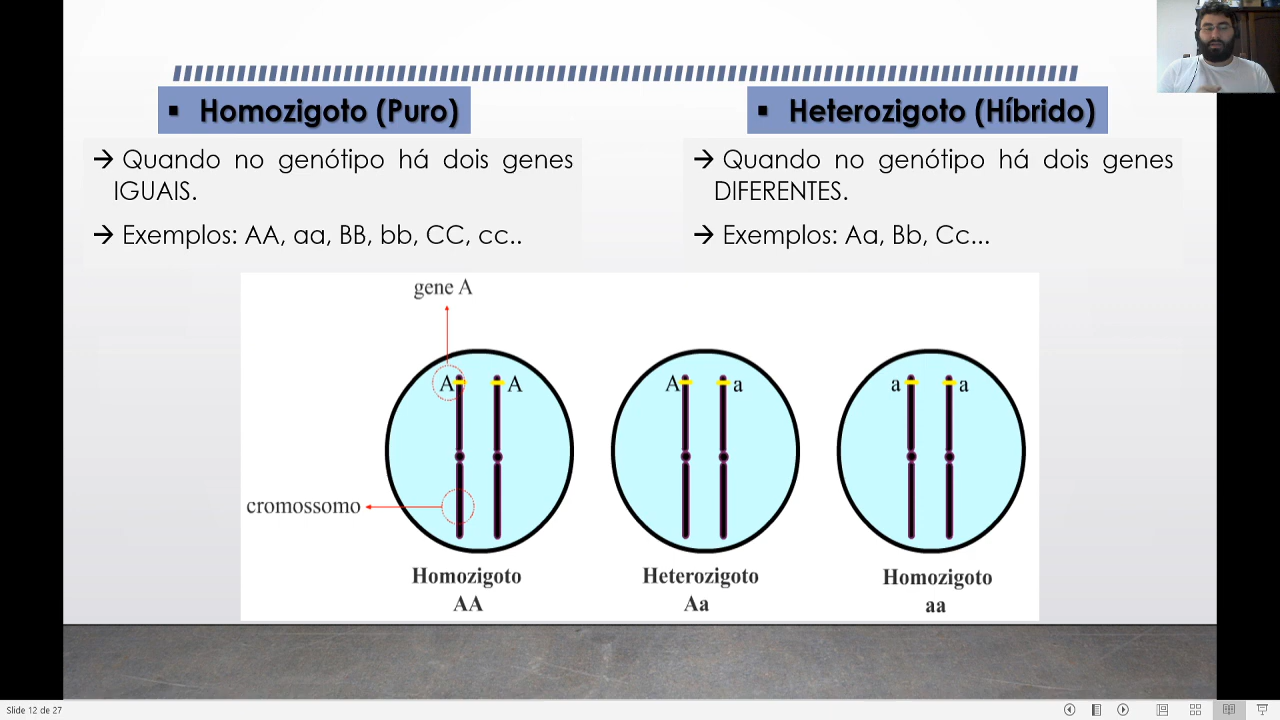 ▪ Homozigoto (Puro)
→ Quando no genótipo há dois genes
IGUAIS.
→ Exemplos: AA, aa, BB, bb, CC, cc..
▪ Heterozigoto (Híbrido)
→ Quando no genótipo há dois genes
DIFERENTES.
→ Exemplos: Aa, Bb, Cc...
gene A
A A
A a
a a
cromossomo
Homozigoto
AA
Heterozigoto
Aa
Homozigoto
aa
Slide 12 de 27